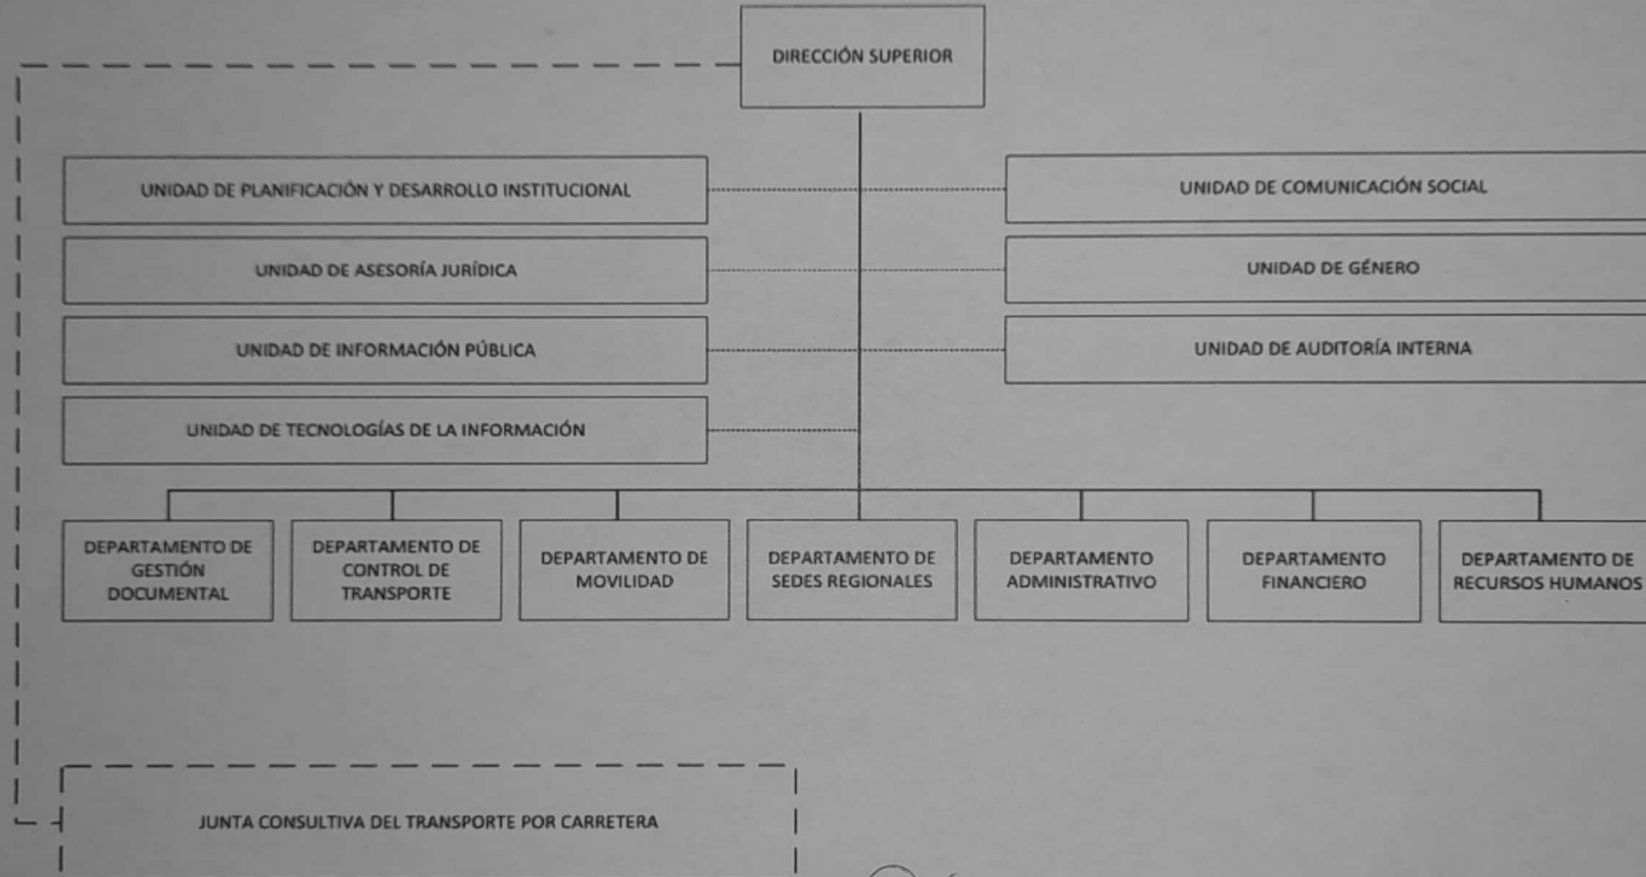 DIRECCIÓN SUPERIOR
UNIDAD DE PLANIFICACIÓN Y DESARROLLO INSTITUCIONAL
UNIDAD DE COMUNICACIÓN SOCIAL
UNIDAD DE ASESORÍA JURÍDICA
UNIDAD DE GÉNERO
UNIDAD DE INFORMACIÓN PÚBLICA
UNIDAD DE AUDITORÍA INTERNA
UNIDAD DE TECNOLOGÍAS DE LA INFORMACIÓN
DEPARTAMENTO DE
GESTIÓN
DOCUMENTAL
DEPARTAMENTO DE
CONTROL DE
TRANSPORTE
DEPARTAMENTO DE
MOVILIDAD
DEPARTAMENTO DE
SEDES REGIONALES
DEPARTAMENTO
ADMINISTRATIVO
DEPARTAMENTO
FINANCIERO
DEPARTAMENTO DE
RECURSOS HUMANOS
JUNTA CONSULTIVA DEL TRANSPORTE POR CARRETERA